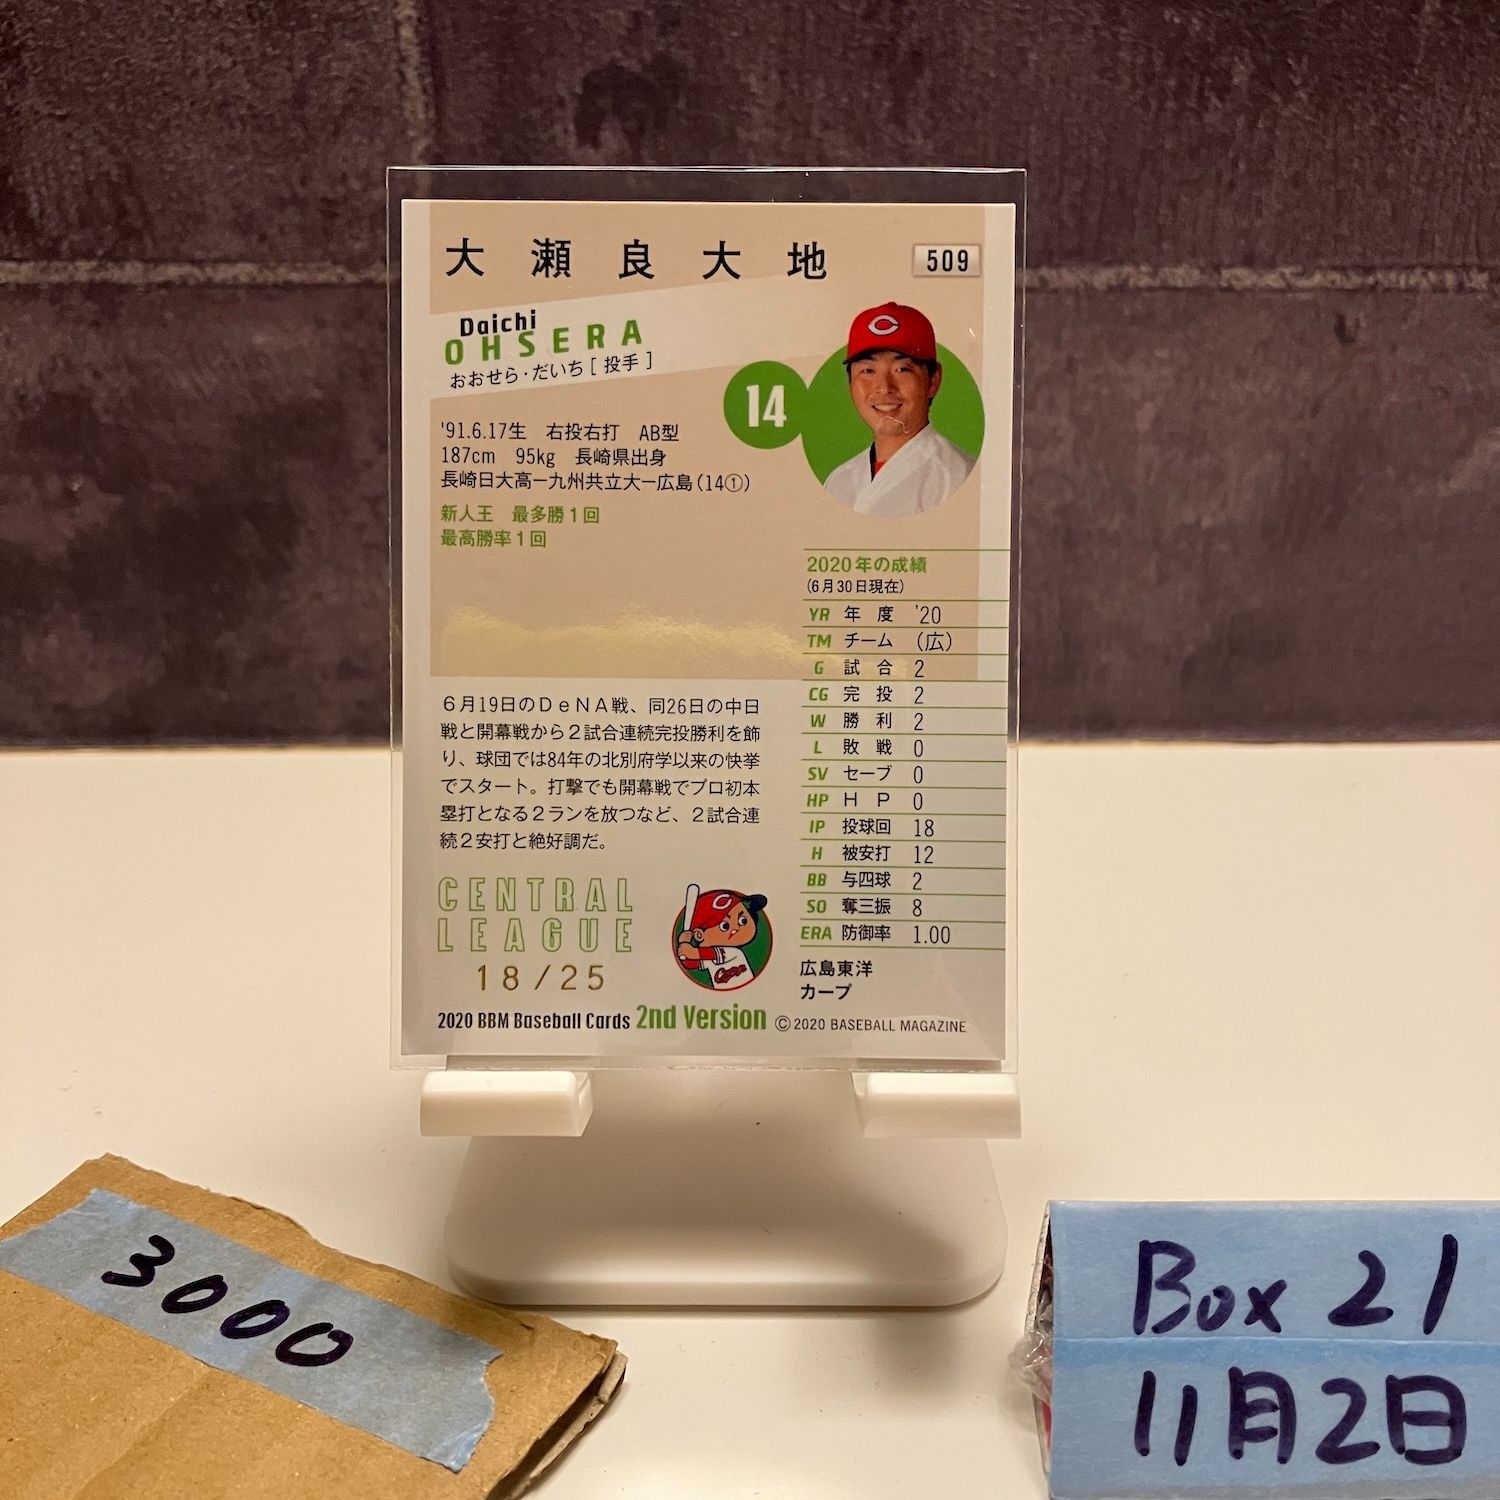 大瀬良大地
509
Daichi
OHSERA
おおせら・だいち［投手］
14
'91.6.17生　右投右打　AB型
187cm　95kg　長崎県出身
長崎日大高ー九州共立大ー広島(14①)
新人王　最多勝1回
最高勝率1回
2020年の成績
(6月30日現在)
YR 年度 '20
TM チーム （広）
G 試合 2
CG 完投 2
W 勝利 2
L 敗戦 0
SV セーブ 0
HP ＨＰ 0
IP 投球回 18
H 被安打 12
BB 与四球 2
SO 奪三振 8
ERA 防御率 1.00
広島東洋
カープ
６月19日のＤｅＮＡ戦、同26日の中日
戦と開幕戦から２試合連続完投勝利を飾
り、球団では84年の北別府学以来の快挙
でスタート。打撃でも開幕戦でプロ初本
塁打となる２ランを放つなど、２試合連
続２安打と絶好調だ。
CENTRAL
LEAGUE
18/25
C
Carp
2020 BBM Baseball Cards 2nd Version ©2020 BASEBALL MAGAZINE
3000
Box 21
11月2日